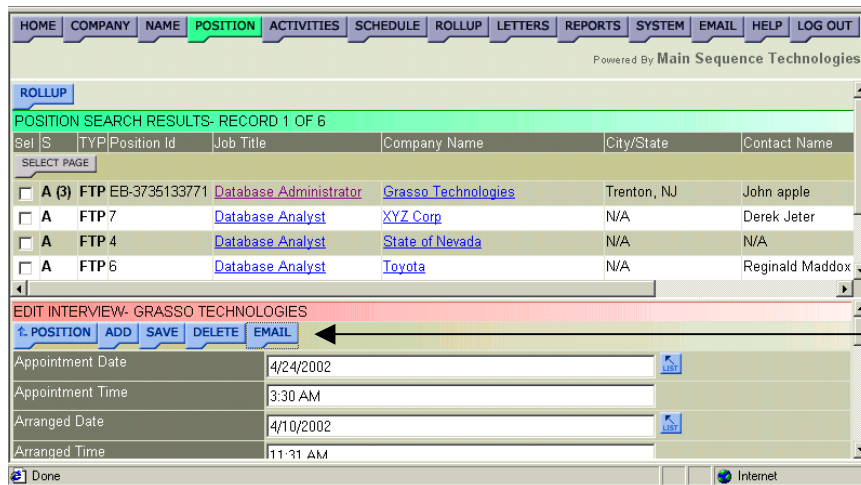 HOME COMPANY NAME POSITION ACTIVITIES SCHEDULE ROLLUP LETTERS REPORTS SYSTEM EMAIL HELP LOG OUT
Powered By Main Sequence Technologies
ROLLUP
POSITION SEARCH RESULTS- RECORD 1 OF 6
Sel S TYP Position Id Job Title Company Name City/State Contact Name
SELECT PAGE
A (3) FTP EB-3735133771 Database Administrator Grasso Technologies Trenton, NJ John apple
A FTP 7 Database Analyst XYZ Corp N/A Derek Jeter
A FTP 4 Database Analyst State of Nevada N/A N/A
A FTP 6 Database Analyst Toyota N/A Reginald Maddox
EDIT INTERVIEW- GRASSO TECHNOLOGIES
POSITION ADD SAVE DELETE EMAIL
Appointment Date 4/24/2002 LIST
Appointment Time 3:30 AM
Arranged Date 4/10/2002 LIST
Arranged Time 11:31 AM
Done Internet